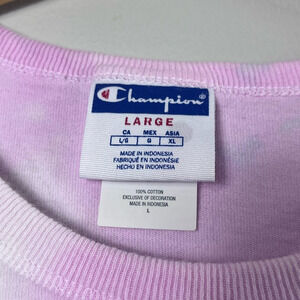 Champion
LARGE
CA MEX ASIA
L/G G XL
MADE IN INDONESIA
FABRIQUÉ EN INDONÉSIE
HECHO EN INDONESIA
100% COTTON
EXCLUSIVE OF DECORATION
MADE IN INDONESIA
L